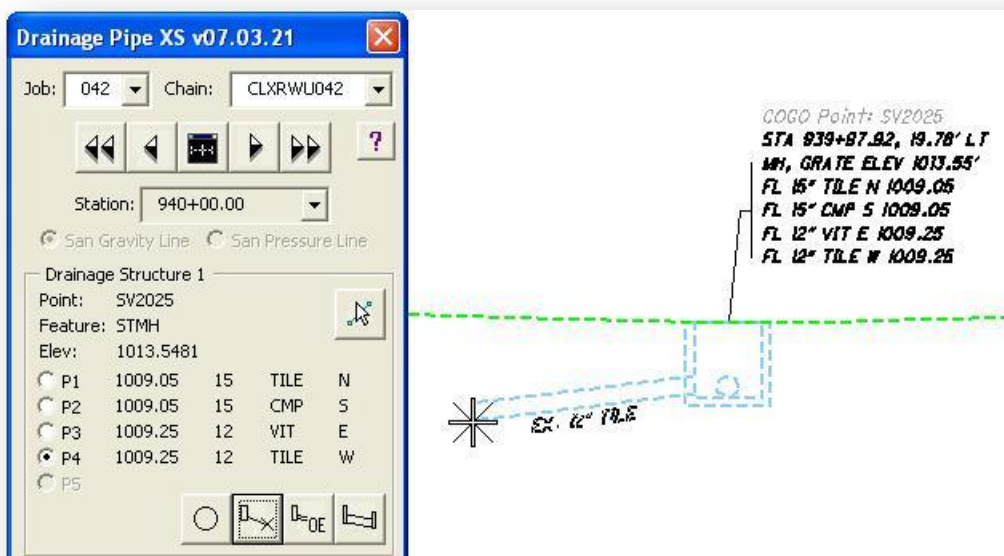 Drainage Pipe XS v07.03.21
Job: 042 Chain: CLXRWU042
?
Station: 940+00.00
San Gravity Line San Pressure Line
Drainage Structure 1
Point: SV2025
Feature: STMH
Elev: 1013.5481
P1 1009.05 15 TILE N
P2 1009.05 15 CMP S
P3 1009.25 12 VIT E
P4 1009.25 12 TILE W
P5
OE
COGO Point: SV2025
STA 939+97.92, 19.78' LT
MH, GRATE ELEV 1013.55'
FL 15" TILE N 1009.05
FL 15" CMP S 1009.05
FL 12" VIT E 1009.25
FL 12" TILE W 1009.25
EX. 12" TILE